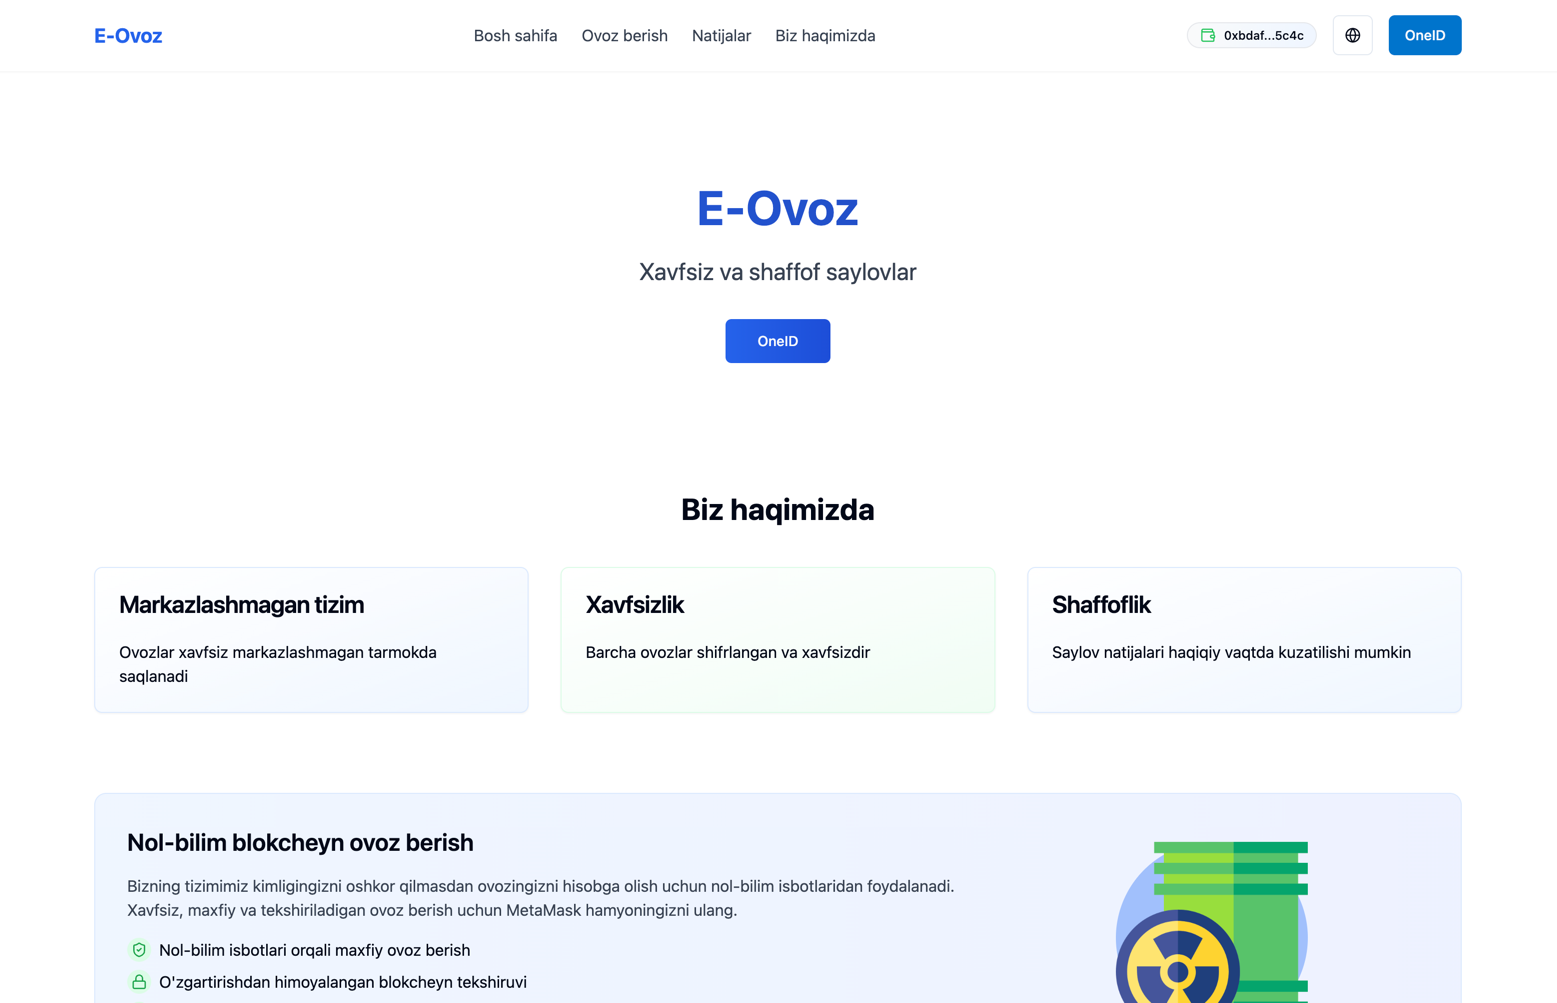 E-Ovoz
Bosh sahifa
Ovoz berish
Natijalar
Biz haqimizda
0xbdaf...5c4c
OneID
E-Ovoz
Xavfsiz va shaffof saylovlar
OneID
Biz haqimizda
Markazlashmagan tizim
Ovozlar xavfsiz markazlashmagan tarmokda
saqlanadi
Xavfsizlik
Barcha ovozlar shifrlangan va xavfsizdir
Shaffoflik
Saylov natijalari haqiqiy vaqtda kuzatilishi mumkin
Nol-bilim blokcheyn ovoz berish
Bizning tizimimiz kimligingizni oshkor qilmasdan ovozingizni hisobga olish uchun nol-bilim isbotlaridan foydalanadi.
Xavfsiz, maxfiy va tekshiriladigan ovoz berish uchun MetaMask hamyoningizni ulang.
Nol-bilim isbotlari orqali maxfiy ovoz berish
O'zgartirishdan himoyalangan blokcheyn tekshiruvi